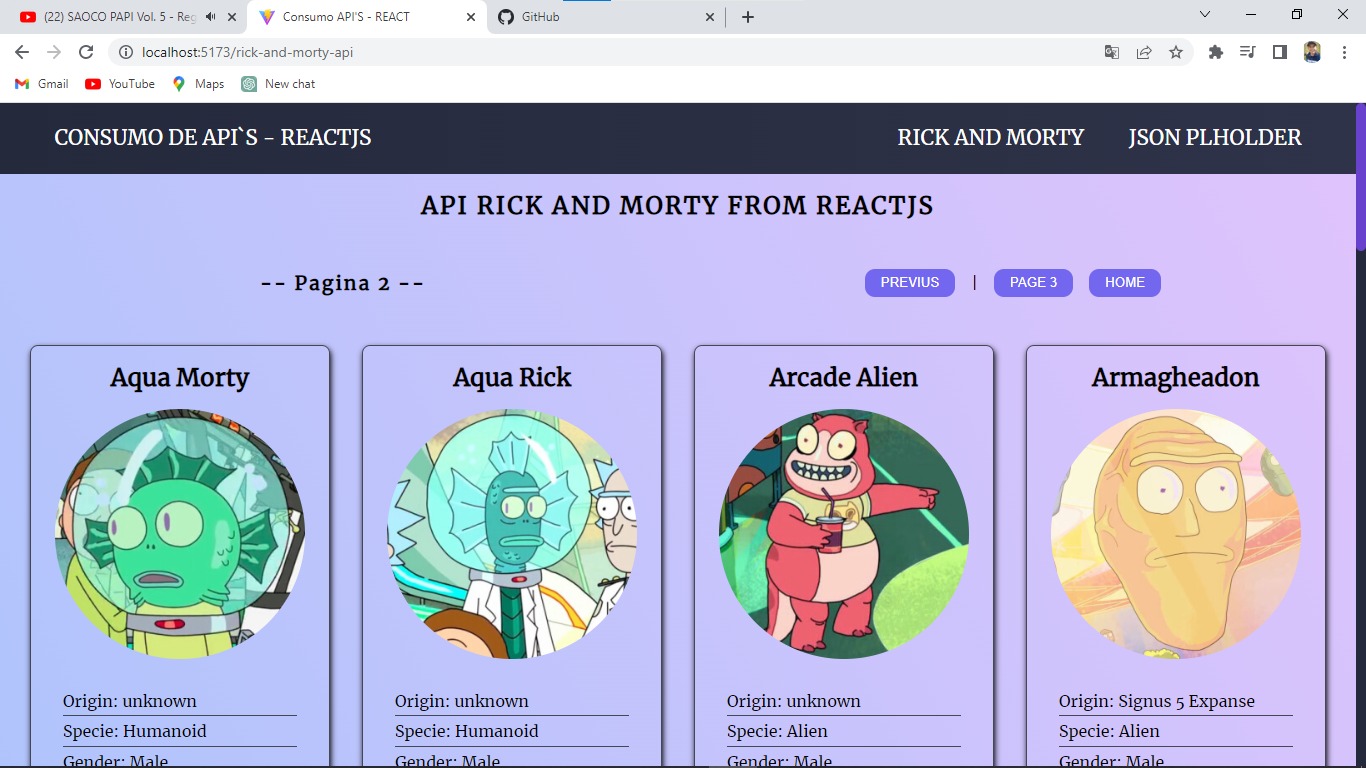 (22) SAOCO PAPI Vol. 5 - Reg
Consumo API'S - REACT
GitHub
localhost:5173/rick-and-morty-api
Gmail
YouTube
Maps
New chat
CONSUMO DE API`S - REACTJS
RICK AND MORTY
JSON PLHOLDER
API RICK AND MORTY FROM REACTJS
-- Pagina 2 --
PREVIUS
|
PAGE 3
HOME
Aqua Morty
Aqua Rick
Arcade Alien
Armagheadon
Origin: unknown
Origin: unknown
Origin: unknown
Origin: Signus 5 Expanse
Specie: Humanoid
Specie: Humanoid
Specie: Alien
Specie: Alien
Gender: Male
Gender: Male
Gender: Male
Gender: Male